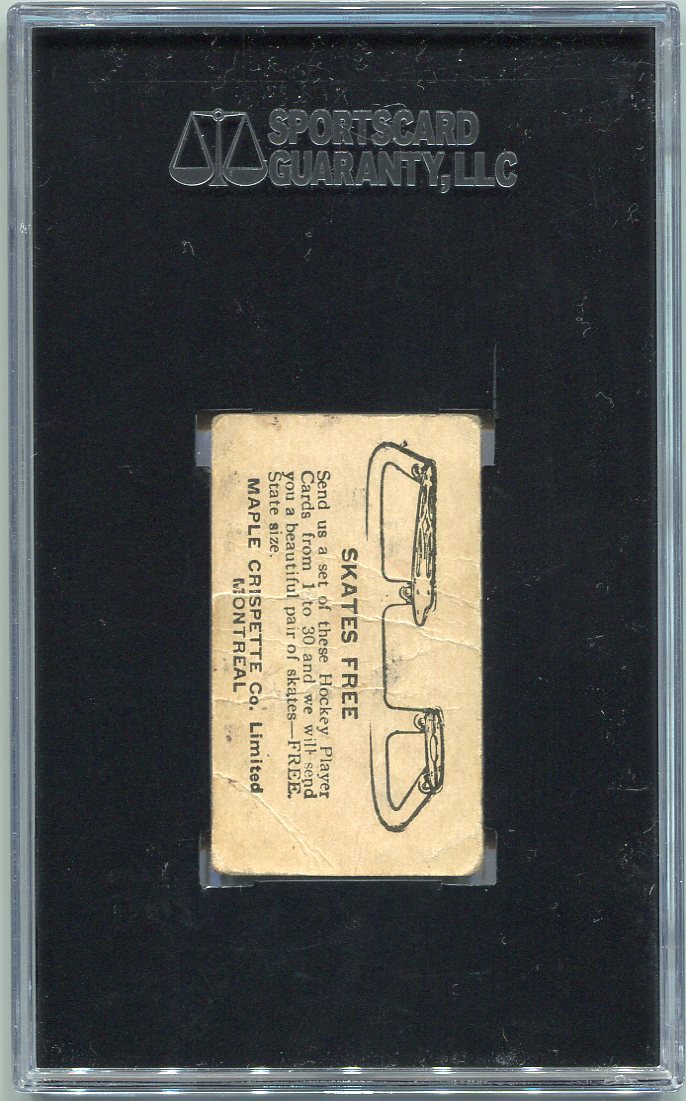 SPORTSCARD
GUARANTY, LLC
SKATES FREE
Send us a set of these Hockey Player
Cards from 1 to 30 and we will send
you a beautiful pair of skates—FREE.
State size.
MAPLE CRISPETTE Co. Limited
MONTREAL